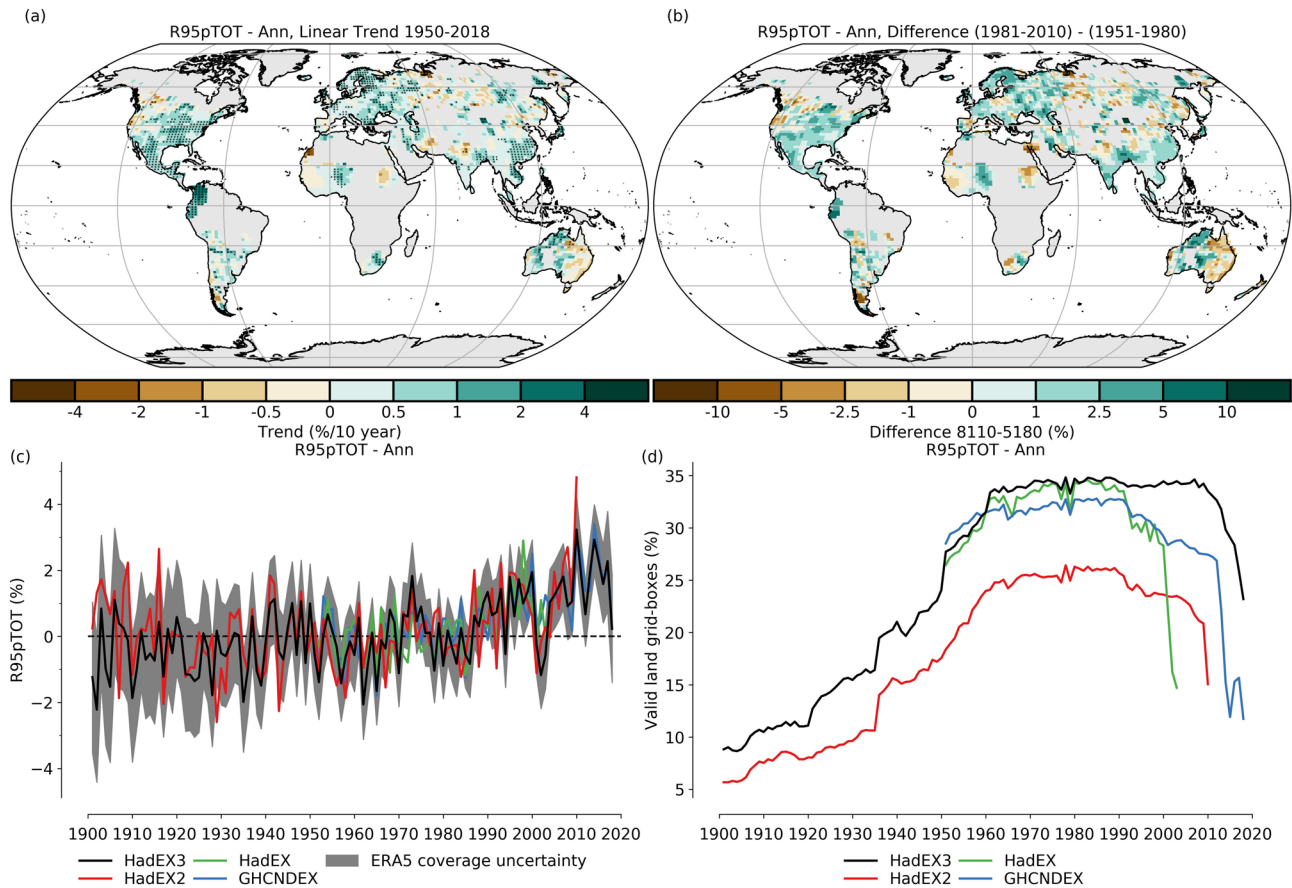 (a)
R95pTOT - Ann, Linear Trend 1950-2018
-4 -2 -1 -0.5 0 0.5 1 2 4
Trend (%/10 year)
(b)
R95pTOT - Ann, Difference (1981-2010) - (1951-1980)
-10 -5 -2.5 -1 0 1 2.5 5 10
Difference 8110-5180 (%)
(c)
R95pTOT - Ann
R95pTOT (%)
4
2
0
−2
−4
1900 1910 1920 1930 1940 1950 1960 1970 1980 1990 2000 2010 2020
HadEX3 HadEX ERA5 coverage uncertainty
HadEX2 GHCNDEX
(d)
R95pTOT - Ann
Valid land grid-boxes (%)
35
30
25
20
15
10
5
1900 1910 1920 1930 1940 1950 1960 1970 1980 1990 2000 2010 2020
HadEX3 HadEX
HadEX2 GHCNDEX